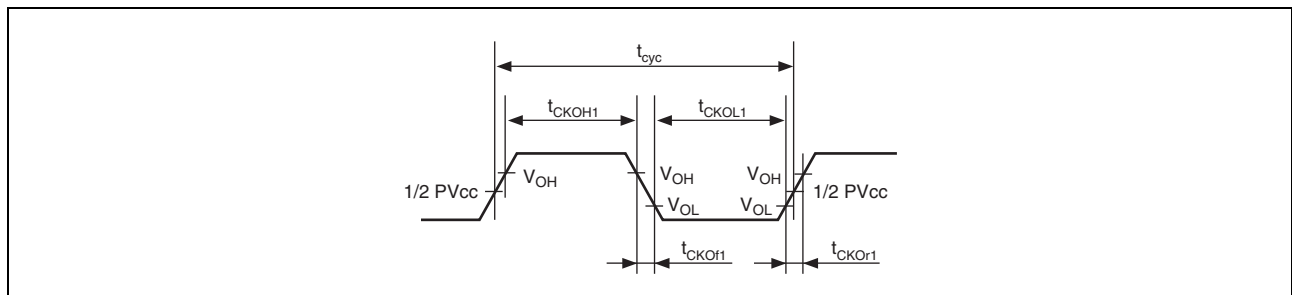 tcyc
tCKOH1 tCKOL1
VOH VOH VOH
1/2 PVcc 1/2 PVcc
VOL VOL
tCKOf1 tCKOr1